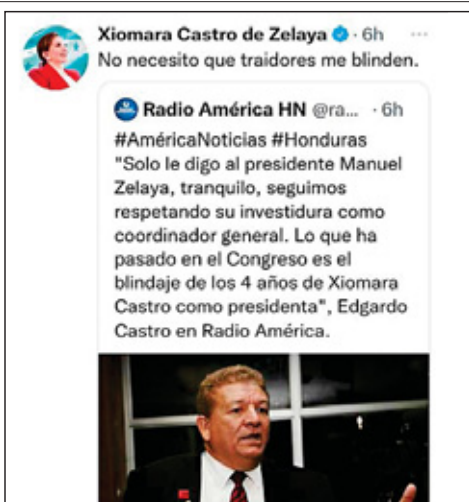 Xiomara Castro de Zelaya · 6h ...
No necesito que traidores me blinden.
Radio América HN @ra... · 6h
#AméricaNoticias #Honduras
"Solo le digo al presidente Manuel
Zelaya, tranquilo, seguimos
respetando su investidura como
coordinador general. Lo que ha
pasado en el Congreso es el
blindaje de los 4 años de Xiomara
Castro como presidenta", Edgardo
Castro en Radio América.